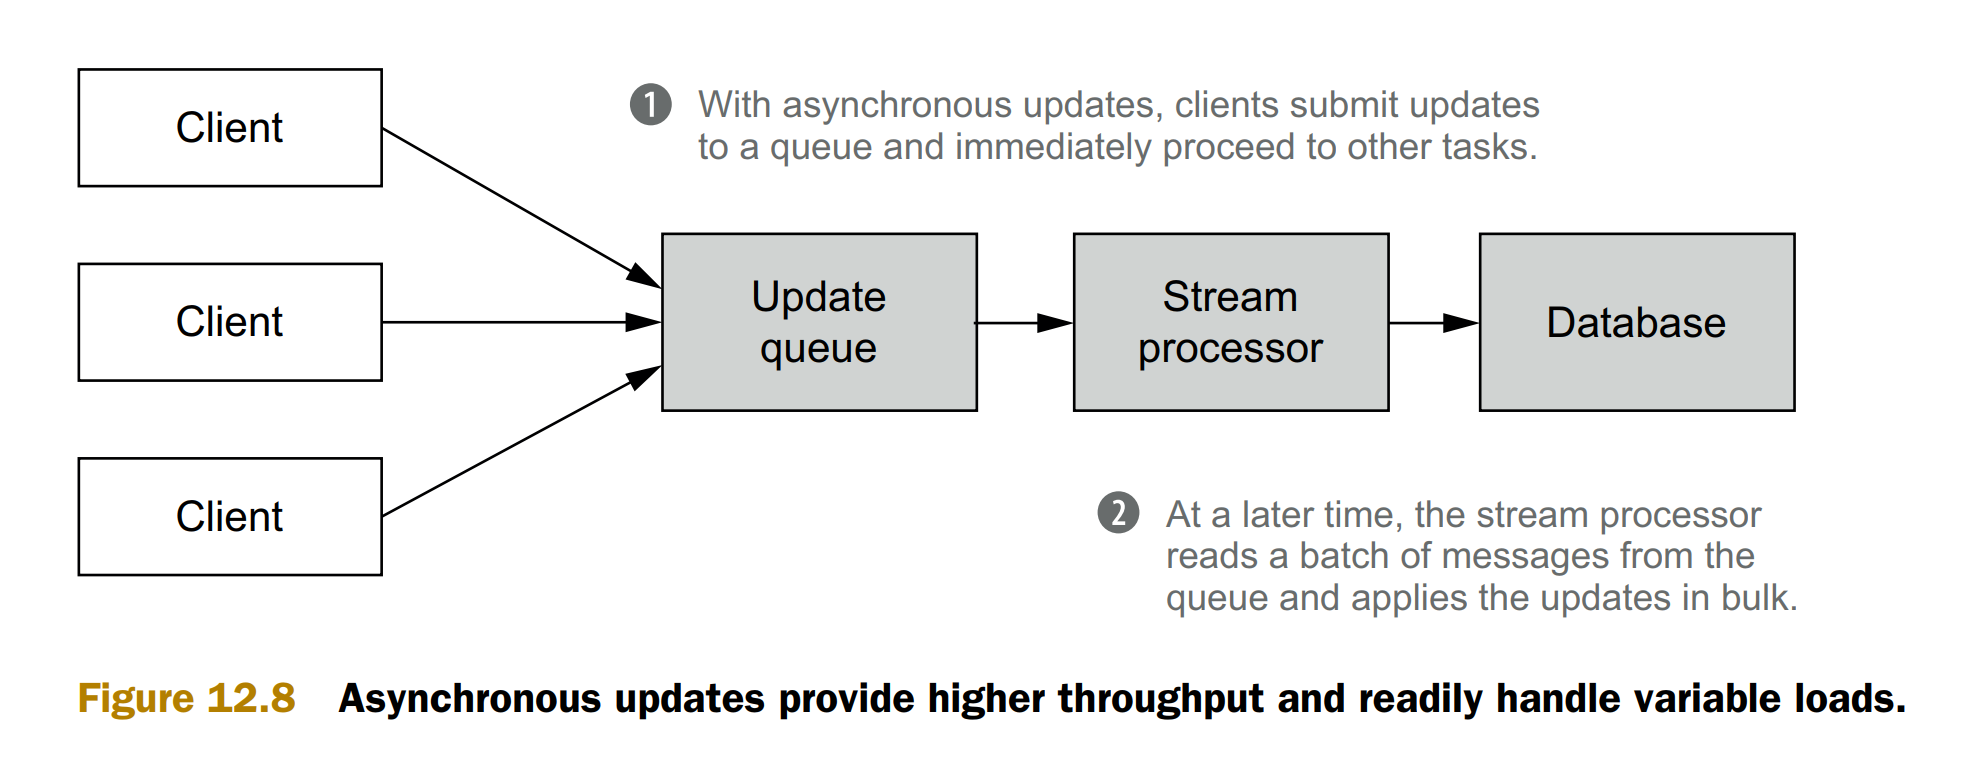 Client
❶ With asynchronous updates, clients submit updates
to a queue and immediately proceed to other tasks.
Client
Update
queue
Stream
processor
Database
Client
❷ At a later time, the stream processor
reads a batch of messages from the
queue and applies the updates in bulk.
Figure 12.8 Asynchronous updates provide higher throughput and readily handle variable loads.